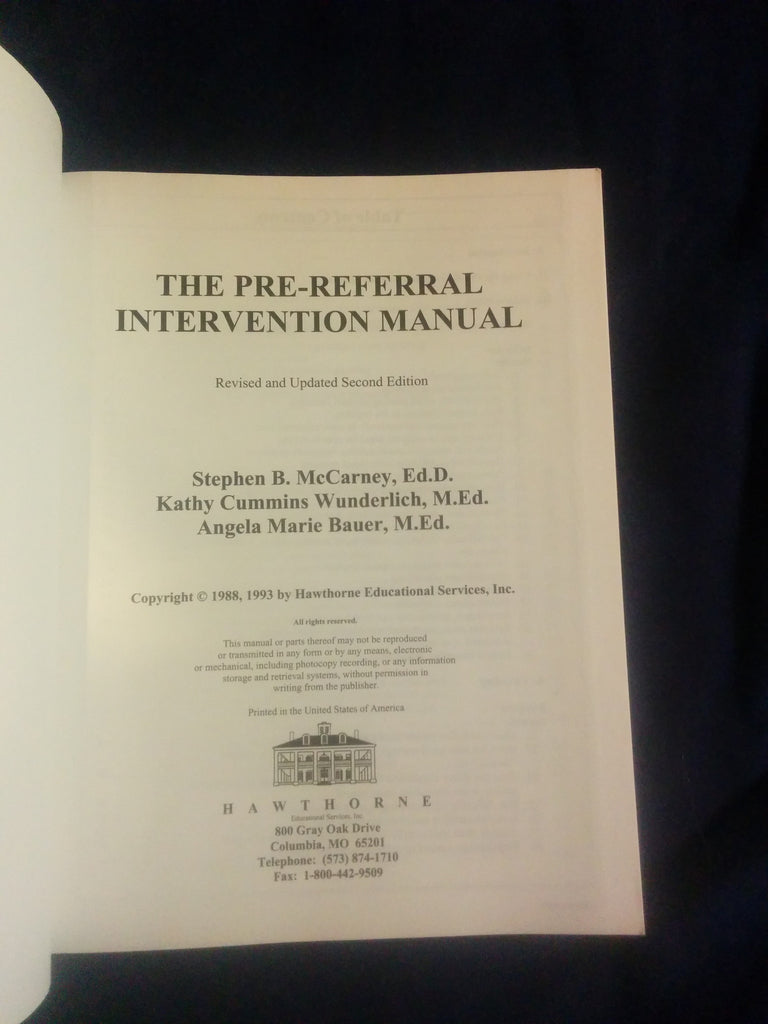 THE PRE-REFERRAL
INTERVENTION MANUAL
Revised and Updated Second Edition
Stephen B. McCarney, Ed.D.
Kathy Cummins Wunderlich, M.Ed.
Angela Marie Bauer, M.Ed.
Copyright © 1988, 1993 by Hawthorne Educational Services, Inc.
All rights reserved.
This manual or parts thereof may not be reproduced
or transmitted in any form or by any means, electronic
or mechanical, including photocopy recording, or any information
storage and retrieval systems, without permission in
writing from the publisher.
Printed in the United States of America
HAWTHORNE
Educational Services, Inc.
800 Gray Oak Drive
Columbia, MO 65201
Telephone: (573) 874-1710
Fax: 1-800-442-9509